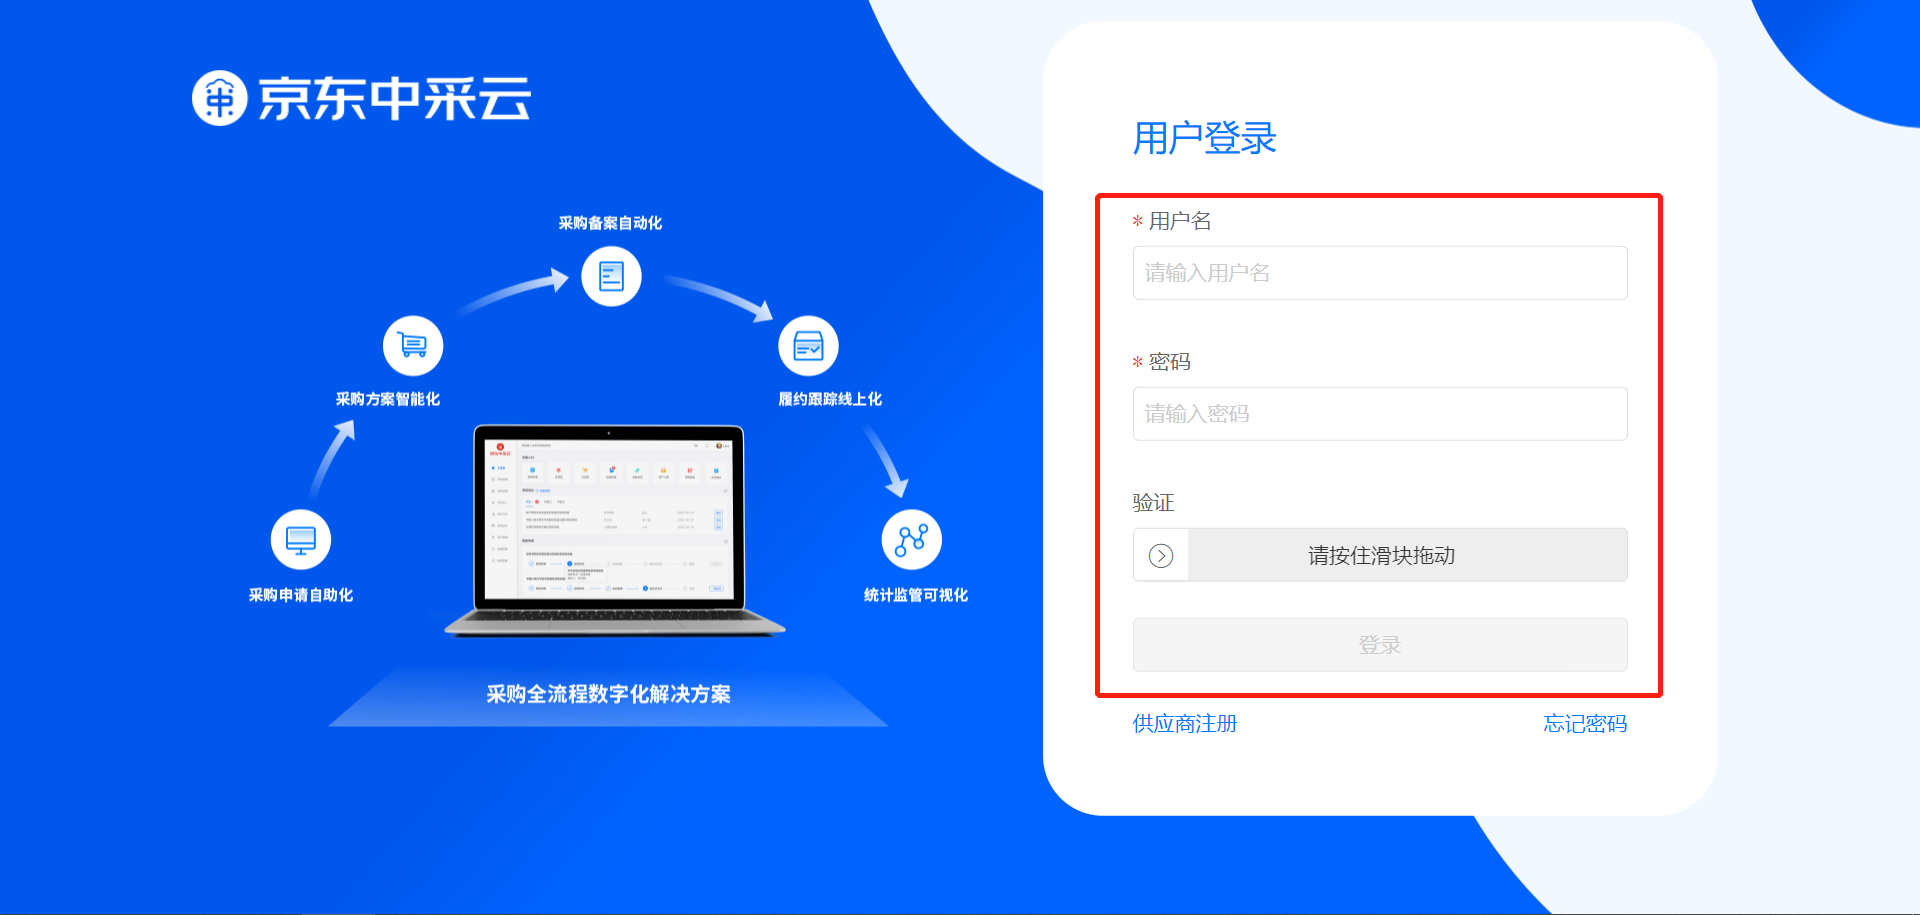 京东中采云
采购备案自动化
采购方案智能化
履约跟踪线上化
采购申请自助化
统计监管可视化
采购全流程数字化解决方案
用户登录
* 用户名
请输入用户名
* 密码
请输入密码
验证
请按住滑块拖动
登录
供应商注册
忘记密码